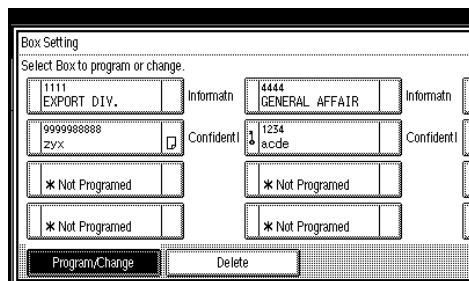 Box Setting
Select Box to program or change.
1111
EXPORT DIV.
Informatn
4444
GENERAL AFFAIR
Informatn
9999988888
zyx
Confidentl
1234
acde
Confidentl
* Not Programed
* Not Programed
* Not Programed
* Not Programed
Program/Change
Delete